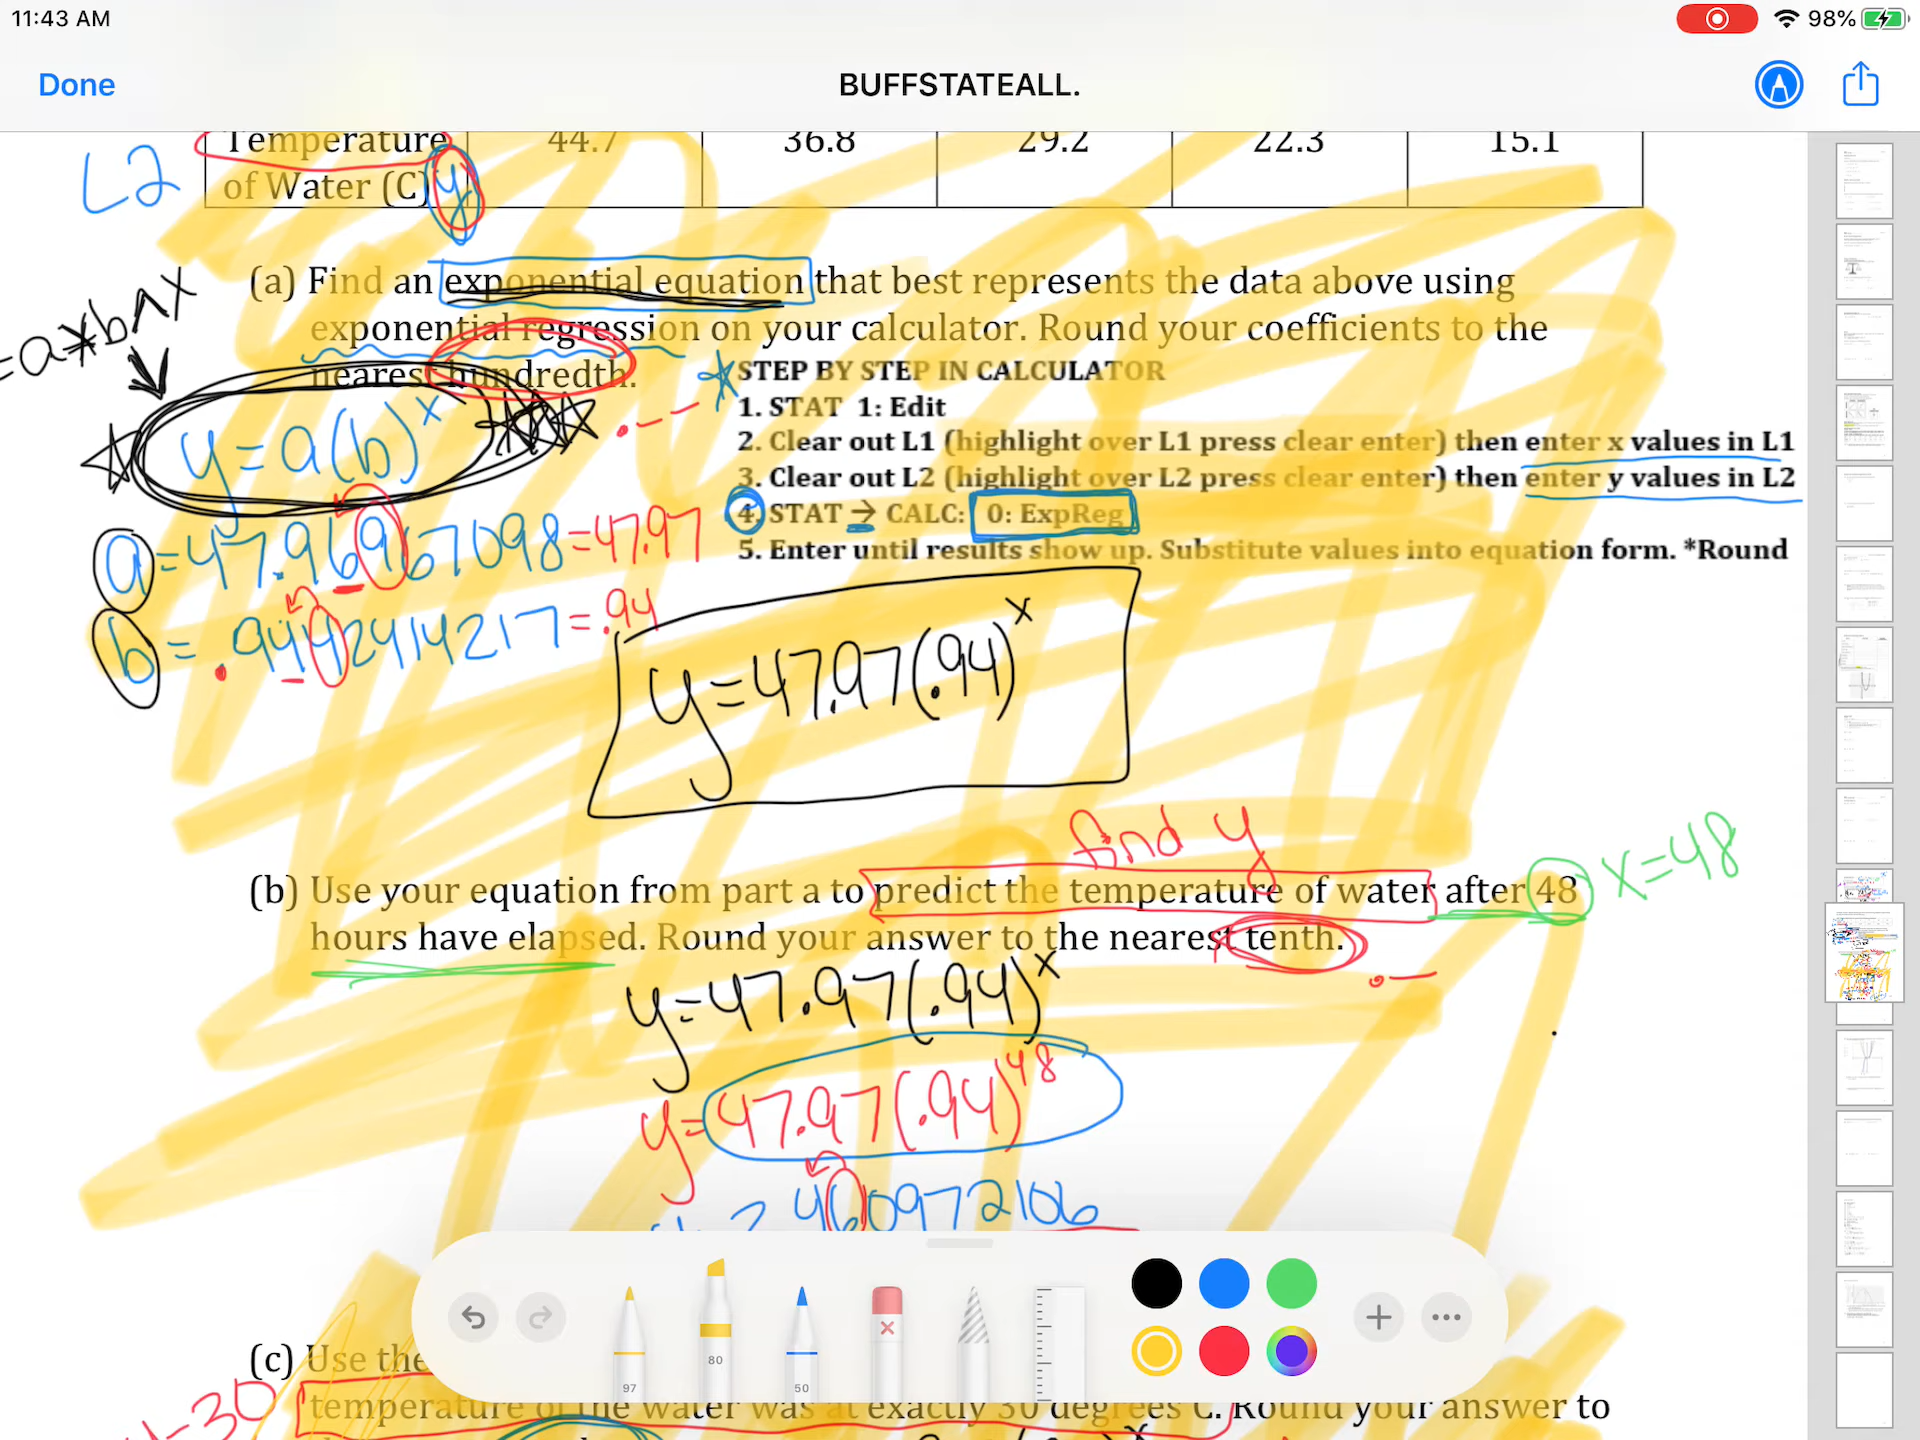 11:43 AM
98%
Done
BUFFSTATEALL.
L2
Temperature
of Water (C)
y
44.7
36.8
29.2
22.3
15.1
(a) Find an exponential equation that best represents the data above using
exponential regression on your calculator. Round your coefficients to the
nearest hundredth.
=a*b^x
y=a(b)^x
STEP BY STEP IN CALCULATOR
1. STAT 1: Edit
2. Clear out L1 (highlight over L1 press clear enter) then enter x values in L1
3. Clear out L2 (highlight over L2 press clear enter) then enter y values in L2
4. STAT → CALC: 0: ExpReg
5. Enter until results show up. Substitute values into equation form. *Round
a=47.96967098=47.97
b= .9442414217=.94
y=47.97(.94)^x
find y
(b) Use your equation from part a to predict the temperature of water after 48
x=48
hours have elapsed. Round your answer to the nearest tenth.
y=47.97(.94)^x
y=47.97(.94)^48
97
80
50
(c) Use the
temperature of the water was at exactly 30 degrees C. Round your answer to